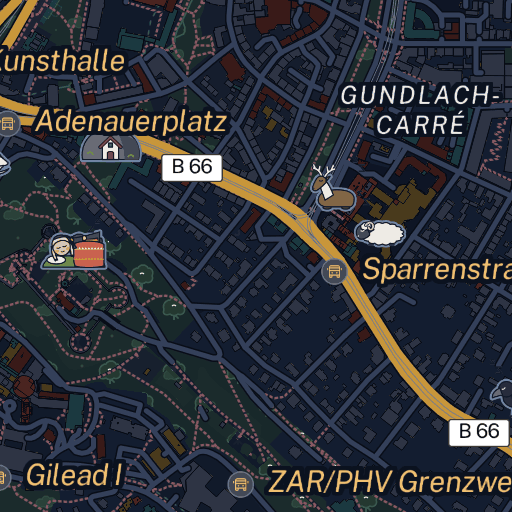 Kunsthalle
GUNDLACH-
CARRÉ
Adenauerplatz
B 66
Sparrenstra
B 66
Gilead I
ZAR/PHV Grenzwe